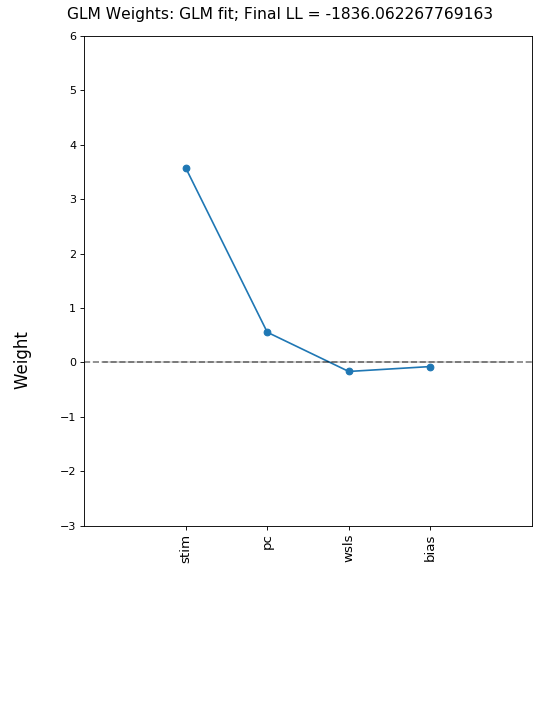 GLM Weights: GLM fit; Final LL = -1836.062267769163
6
5
4
3
2
1
0
−1
−2
−3
Weight
stim
pc
wsls
bias